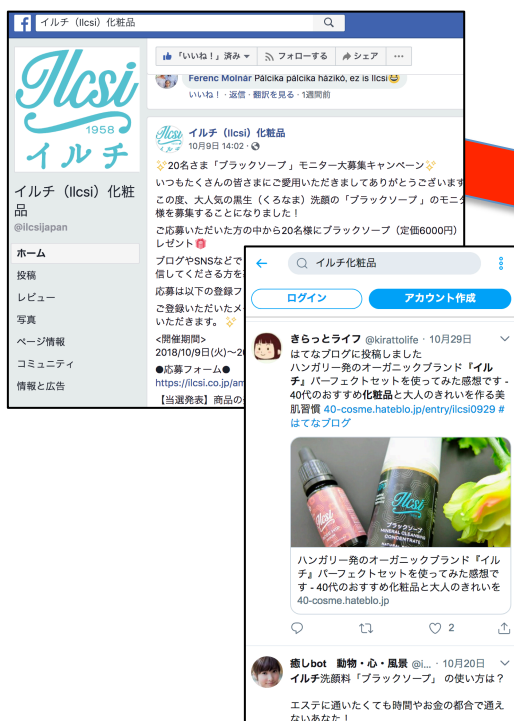 イルチ（Ilcsi）化粧品
Ilcsi
1958
イルチ
イルチ（Ilcsi）化粧
品
@ilcsijapan
ホーム
投稿
レビュー
写真
ページ情報
コミュニティ
情報と広告
「いいね！」済み
フォローする
シェア
Ferenc Molnár Pálcika pálcika házikó, ez is Ilcsi😄
いいね！ · 返信 · 翻訳を見る · 1週間前
イルチ（Ilcsi）化粧品
10月9日 14:02
20名さま「ブラックソープ 」モニター大募集キャンペーン
いつもたくさんの皆さまにご愛用いただきましてありがとうございます
この度、大人気の黒生（くろなま）洗顔の「ブラックソープ 」のモニタ
様を募集することになりました！
ご応募いただいた方の中から20名様にブラックソープ（定価6000円）
レゼント
ブログやSNSなどで
信してくださる方を
応募は以下の登録フ
ご登録いただいたメ
いただきます。
<開催期間>
2018/10/9日(火)〜2
●応募フォーム●
https://ilcsi.co.jp/am
【当選発表】商品の
イルチ化粧品
ログイン
アカウント作成
きらっとライフ @kirattolife · 10月29日
はてなブログに投稿しました
ハンガリー発のオーガニックブランド『イル
チ』パーフェクトセットを使ってみた感想です -
40代のおすすめ化粧品と大人のきれいを作る美
肌習慣 40-cosme.hateblo.jp/entry/ilcsi0929 #
はてなブログ
Ilcsi
Ilcsi
ブラックソープ
MINERAL CLEANSING
CONCENTRATE
ハンガリー発のオーガニックブランド『イル
チ』パーフェクトセットを使ってみた感想で
す - 40代のおすすめ化粧品と大人のきれいを
40-cosme.hateblo.jp
2
癒しbot　動物・心・風景 @i... · 10月20日
イルチ洗顔料「ブラックソープ」 の使い方は？
エステに通いたくても時間やお金の都合で通え
ないあなた！